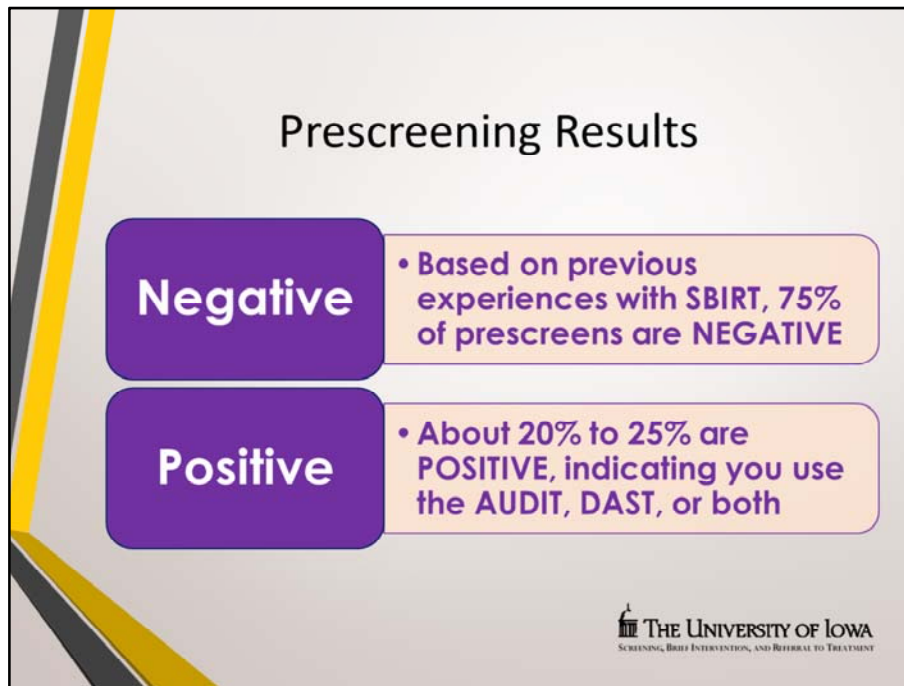 Prescreening Results
Negative
• Based on previous
experiences with SBIRT, 75%
of prescreens are NEGATIVE
Positive
• About 20% to 25% are
POSITIVE, indicating you use
the AUDIT, DAST, or both
THE UNIVERSITY OF IOWA
SCREENING, BRIEF INTERVENTION, AND REFERRAL TO TREATMENT